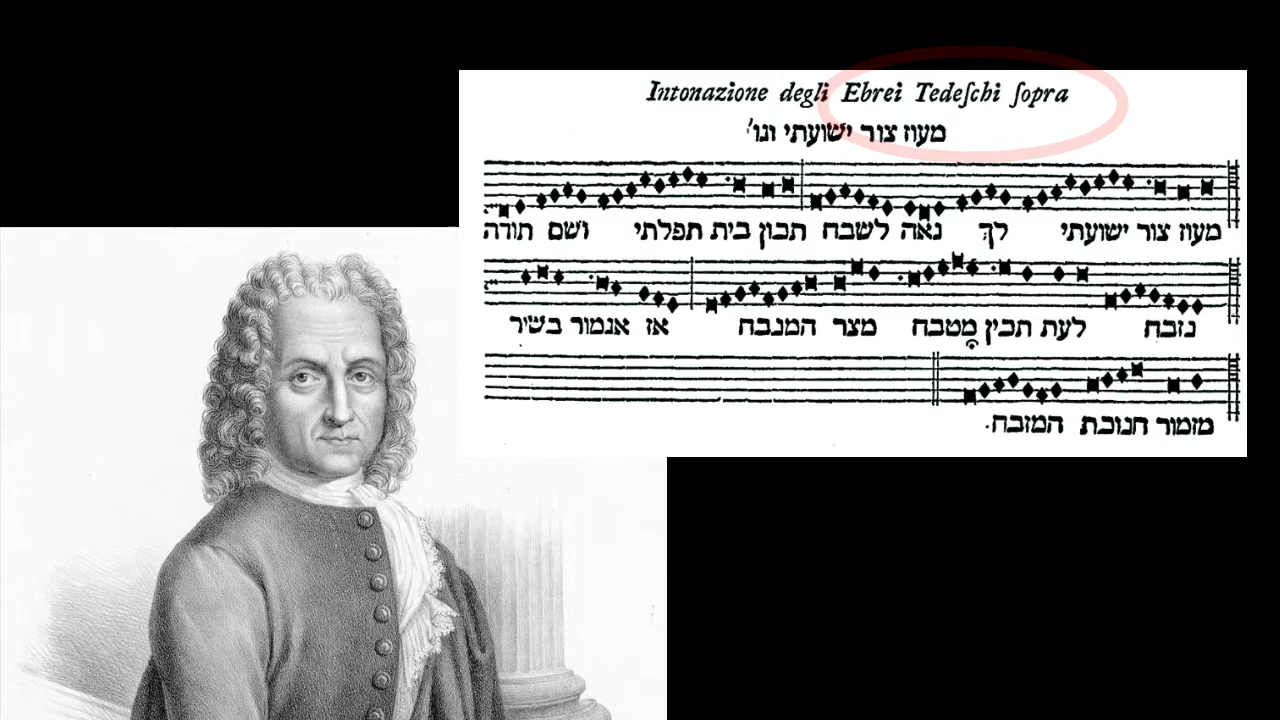 Intonazione degli Ebrei Tedeſchi ſopra
מעוז צור ישועתי וגו'
מעוז צור ישועתי לך נאה לשבח תכון בית תפלתי ושם תודה
נזבח לעת תכין מטבח מצר המנבח אז אגמור בשיר
מזמור חנוכת המזבח.